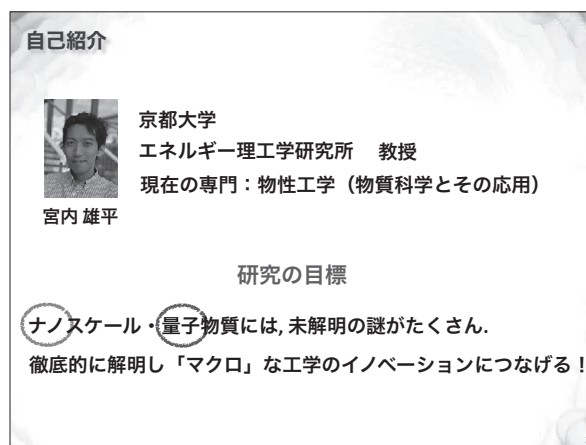 自己紹介
京都大学
エネルギー理工学研究所　教授
現在の専門：物性工学（物質科学とその応用）
宮内 雄平
研究の目標
ナノスケール・量子物質には, 未解明の謎がたくさん.
徹底的に解明し「マクロ」な工学のイノベーションにつなげる！